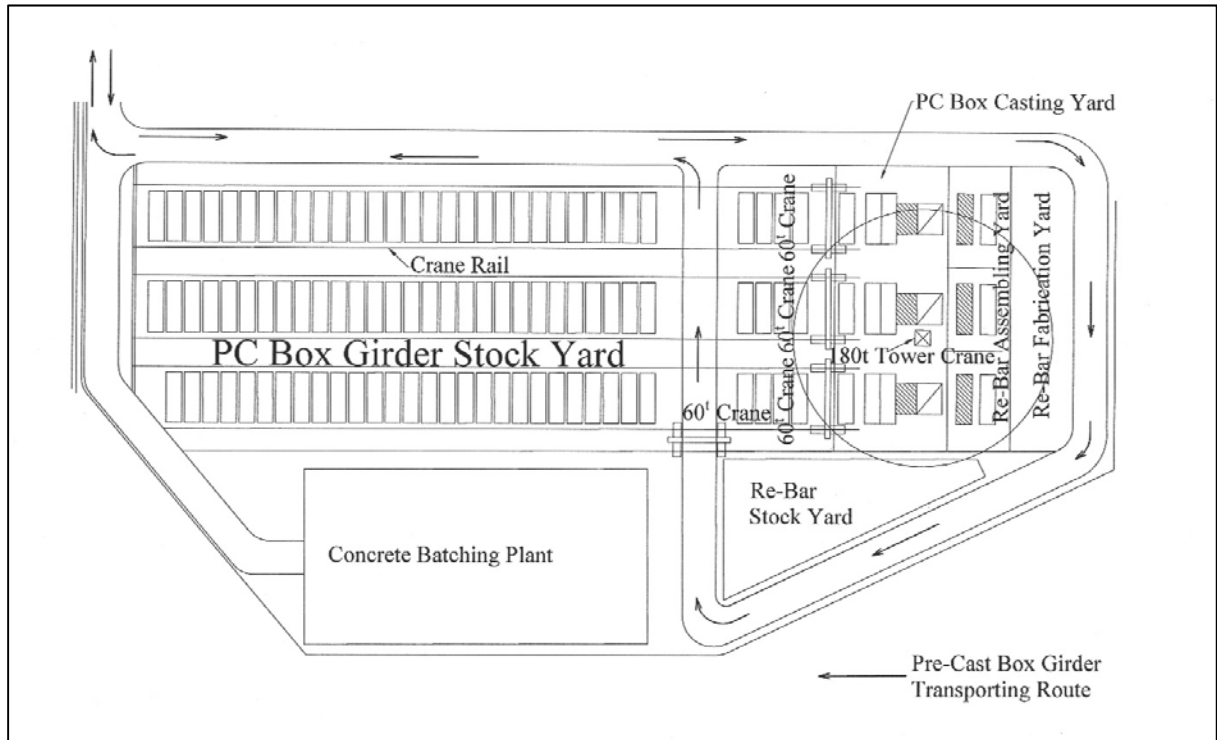 PC Box Casting Yard
Crane Rail
60t Crane
60t Crane
60t Crane
Re-Bar Assembling Yard
Re-Bar Fabrication Yard
PC Box Girder Stock Yard
180t Tower Crane
60t Crane
Re-Bar
Stock Yard
Concrete Batching Plant
Pre-Cast Box Girder
Transporting Route